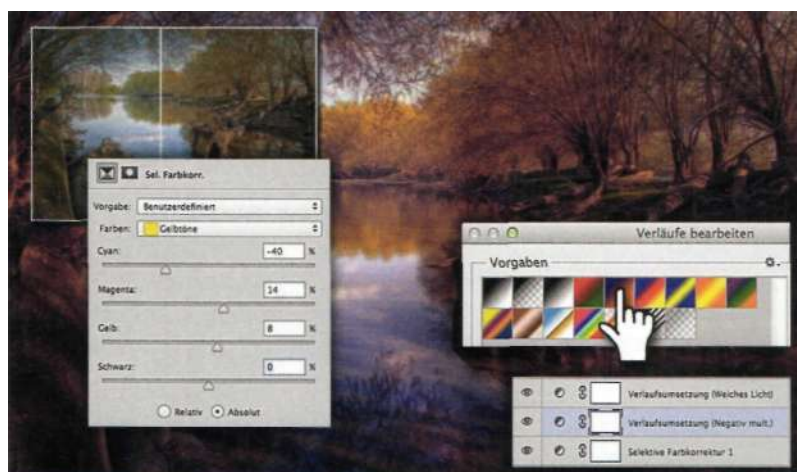 Sel. Farbkorr.
Vorgabe: Benutzerdefiniert
Farben: Gelbtöne
Cyan: -40 %
Magenta: 14 %
Gelb: 8 %
Schwarz: 0 %
Relativ Absolut
Verläufe bearbeiten
Vorgaben
Verlaufsumsetzung (Weiches Licht)
Verlaufsumsetzung (Negativ mult.)
Selektive Farbkorrektur 1